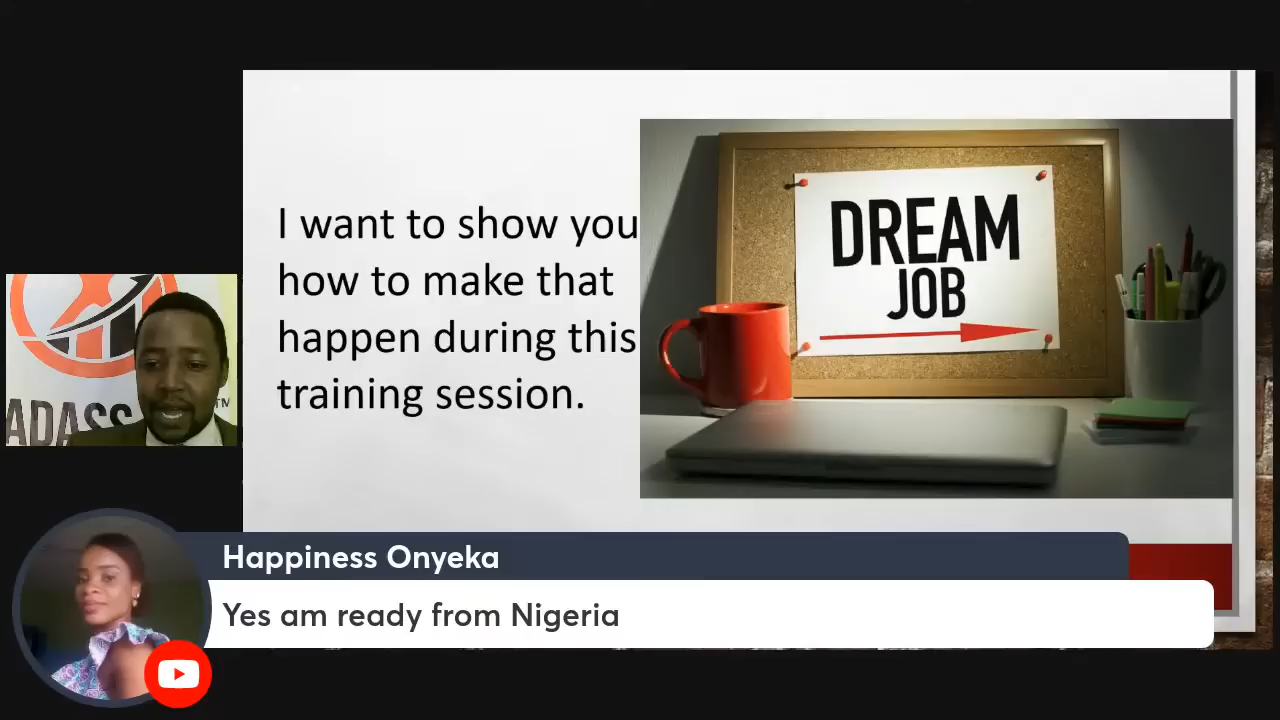 I want to show you
how to make that
happen during this
training session.
DREAM
JOB
ADASS
TM
Happiness Onyeka
Yes am ready from Nigeria